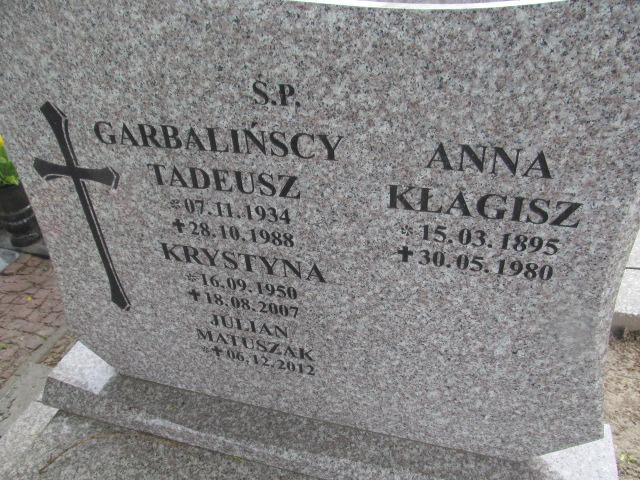 Ś.P.
GARBALIŃSCY
TADEUSZ
* 07.11.1934
✝ 28.10.1988
KRYSTYNA
* 16.09.1950
✝ 18.08.2007
JULIAN
MATUSZAK
* ✝ 06.12.2012
ANNA
KŁAGISZ
* 15.03.1895
✝ 30.05.1980